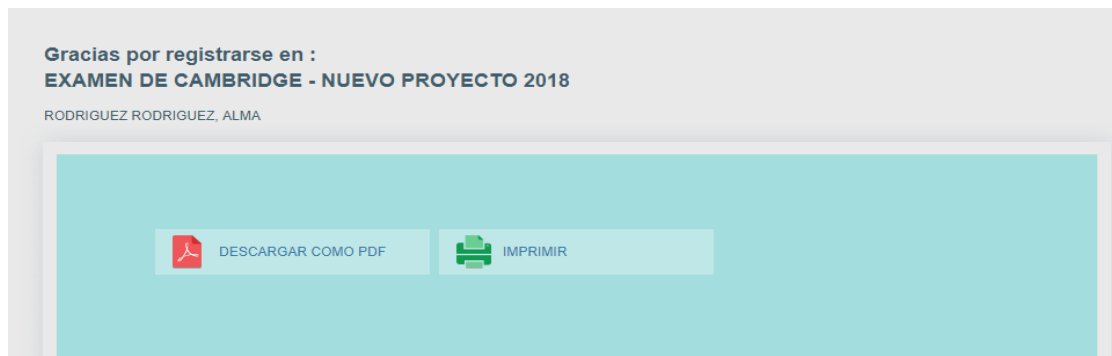 Gracias por registrarse en :
EXAMEN DE CAMBRIDGE - NUEVO PROYECTO 2018
RODRIGUEZ RODRIGUEZ, ALMA
DESCARGAR COMO PDF
IMPRIMIR